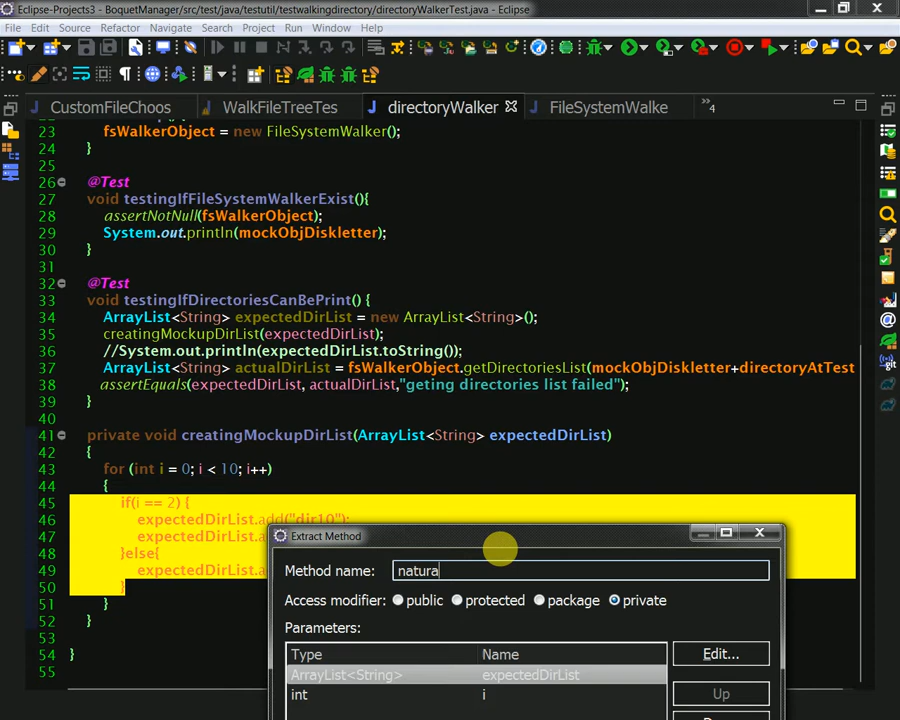 Eclipse-Projects3 - BoquetManager/src/test/java/testutil/testwalkingdirectory/directoryWalkerTest.java - Eclipse
File Edit Source Refactor Navigate Search Project Run Window Help
CustomFileChoos WalkFileTreeTes directoryWalker FileSystemWalke »4
23 fsWalkerObject = new FileSystemWalker();
24 }
25
26 @Test
27 void testingIfFileSystemWalkerExist(){
28 assertNotNull(fsWalkerObject);
29 System.out.println(mockObjDiskletter);
30 }
31
32 @Test
33 void testingIfDirectoriesCanBePrint() {
34 ArrayList<String> expectedDirList = new ArrayList<String>();
35 creatingMockupDirList(expectedDirList);
36 //System.out.println(expectedDirList.toString());
37 ArrayList<String> actualDirList = fsWalkerObject.getDirectoriesList(mockObjDiskletter+directoryAtTest
38 assertEquals(expectedDirList, actualDirList,"geting directories list failed");
39 }
40
41 private void creatingMockupDirList(ArrayList<String> expectedDirList)
42 {
43 for (int i = 0; i < 10; i++)
44 {
45 if(i == 2) {
46 expectedDirList.add("dir10");
47 expectedDirList.a
48 }else{
49 expectedDirList.a
50 }
51 }
52 }
53
54 }
55
Extract Method
Method name: natura
Access modifier: public protected package private
Parameters:
Type Name
ArrayList<String> expectedDirList
int i
Edit...
Up